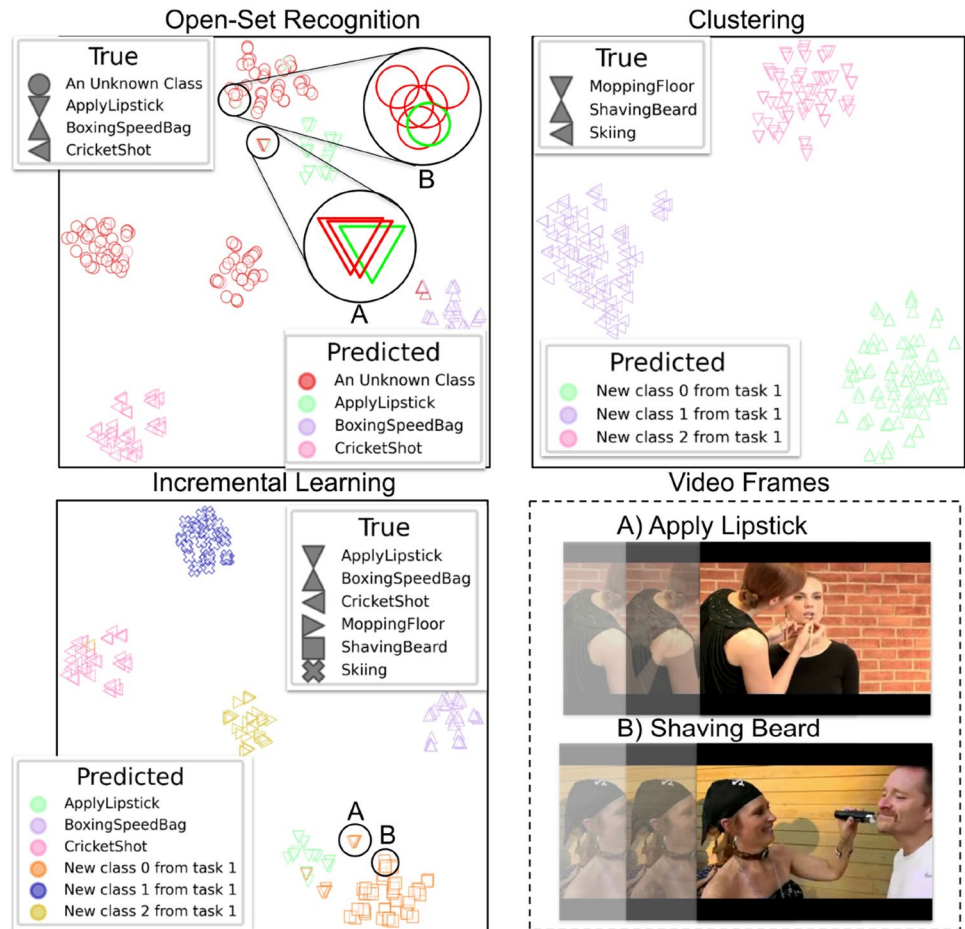 Open-Set Recognition
True
An Unknown Class
ApplyLipstick
BoxingSpeedBag
CricketShot
B
A
Predicted
An Unknown Class
ApplyLipstick
BoxingSpeedBag
CricketShot
Clustering
True
MoppingFloor
ShavingBeard
Skiing
Predicted
New class 0 from task 1
New class 1 from task 1
New class 2 from task 1
Incremental Learning
True
ApplyLipstick
BoxingSpeedBag
CricketShot
MoppingFloor
ShavingBeard
Skiing
Predicted
ApplyLipstick
BoxingSpeedBag
CricketShot
New class 0 from task 1
New class 1 from task 1
New class 2 from task 1
A
B
Video Frames
A) Apply Lipstick
B) Shaving Beard